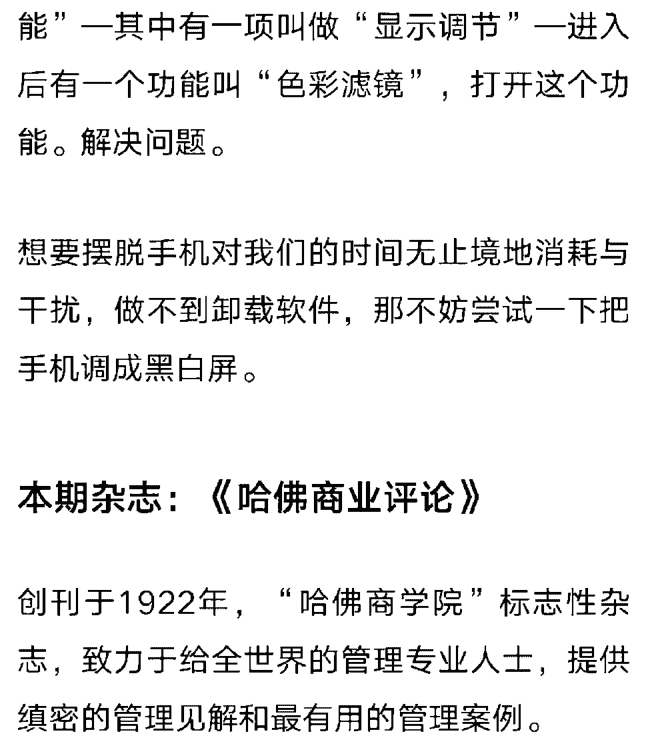 能”—其中有一项叫做“显示调节”—进入
后有一个功能叫“色彩滤镜”，打开这个功
能。解决问题。
想要摆脱手机对我们的时间无止境地消耗与
干扰，做不到卸载软件，那不妨尝试一下把
手机调成黑白屏。
本期杂志：《哈佛商业评论》
创刊于1922年，“哈佛商学院”标志性杂
志，致力于给全世界的管理专业人士，提供
缜密的管理见解和最有用的管理案例。